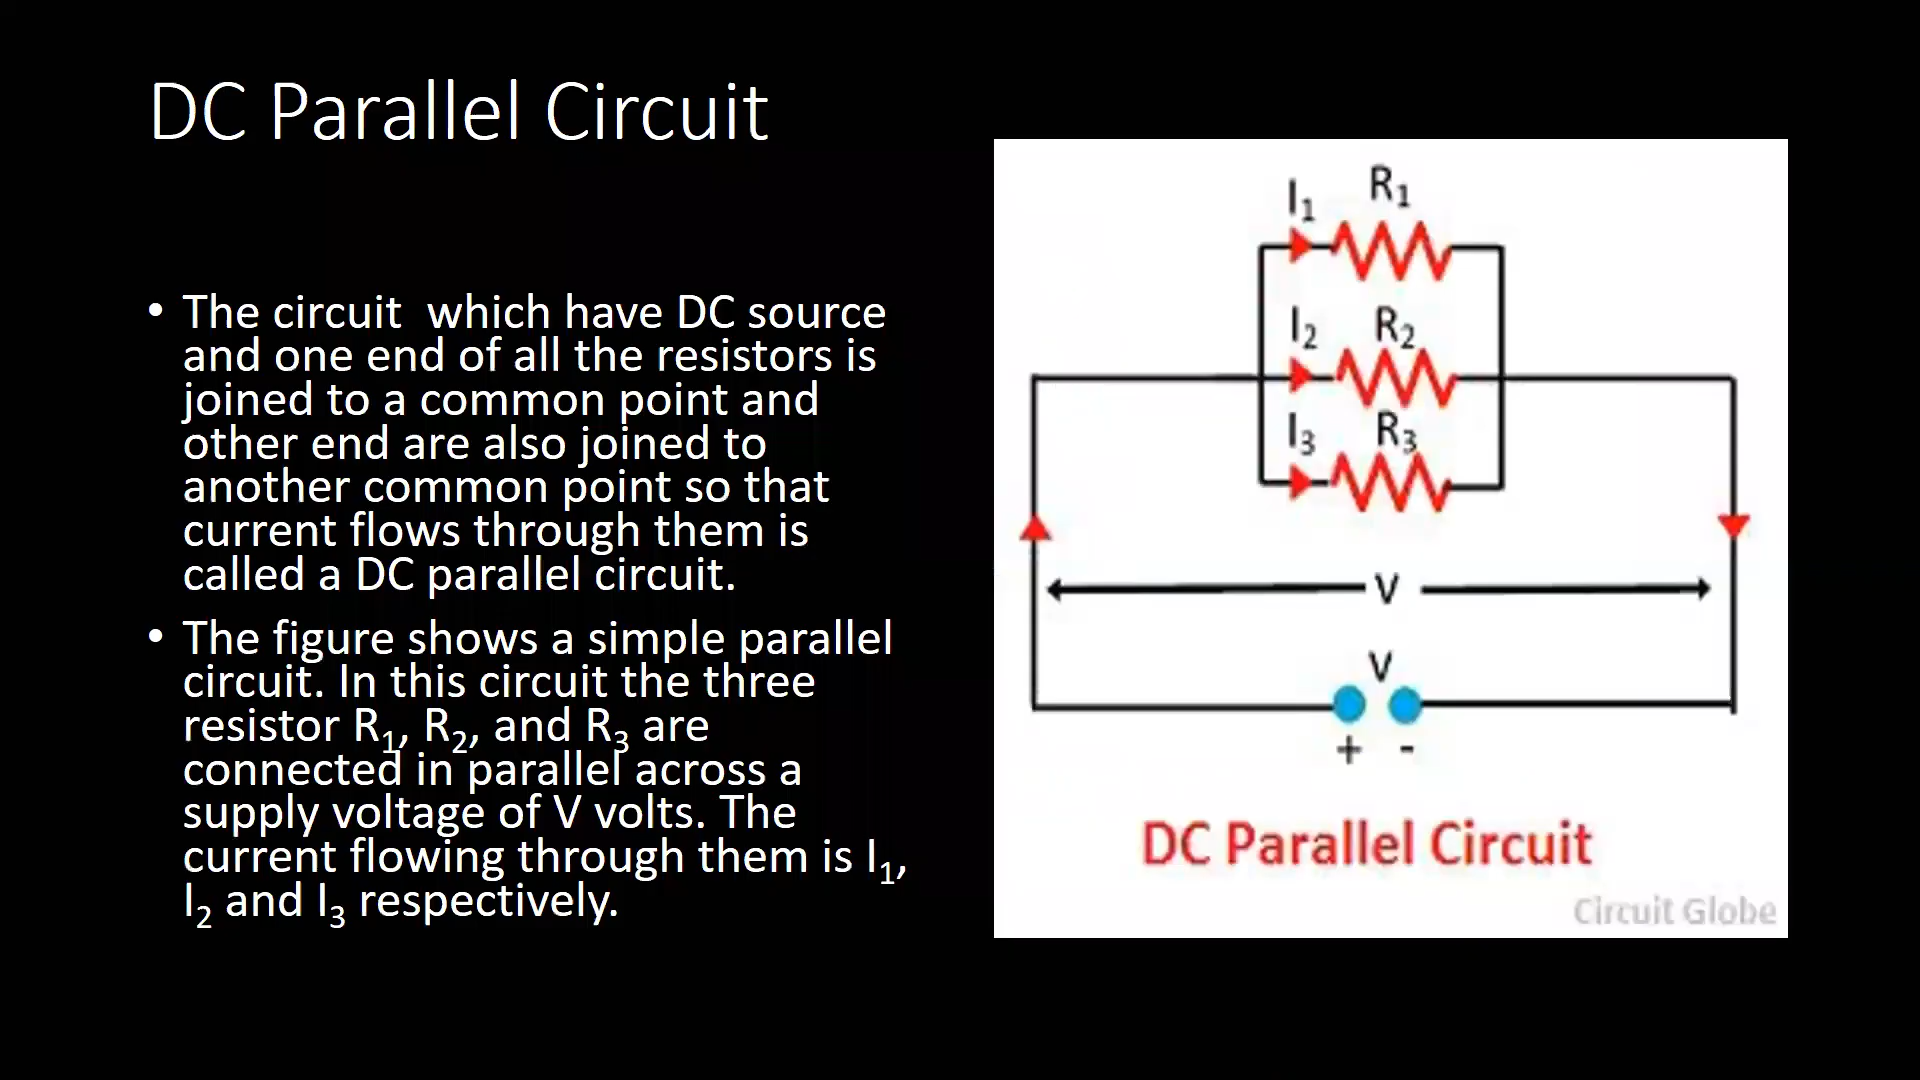 DC Parallel Circuit
• The circuit  which have DC source
and one end of all the resistors is
joined to a common point and
other end are also joined to
another common point so that
current flows through them is
called a DC parallel circuit.
• The figure shows a simple parallel
circuit. In this circuit the three
resistor R₁, R₂, and R₃ are
connected in parallel across a
supply voltage of V volts. The
current flowing through them is I₁,
I₂ and I₃ respectively.
I₁ R₁
I₂ R₂
I₃ R₃
V
V
+ -
DC Parallel Circuit
Circuit Globe